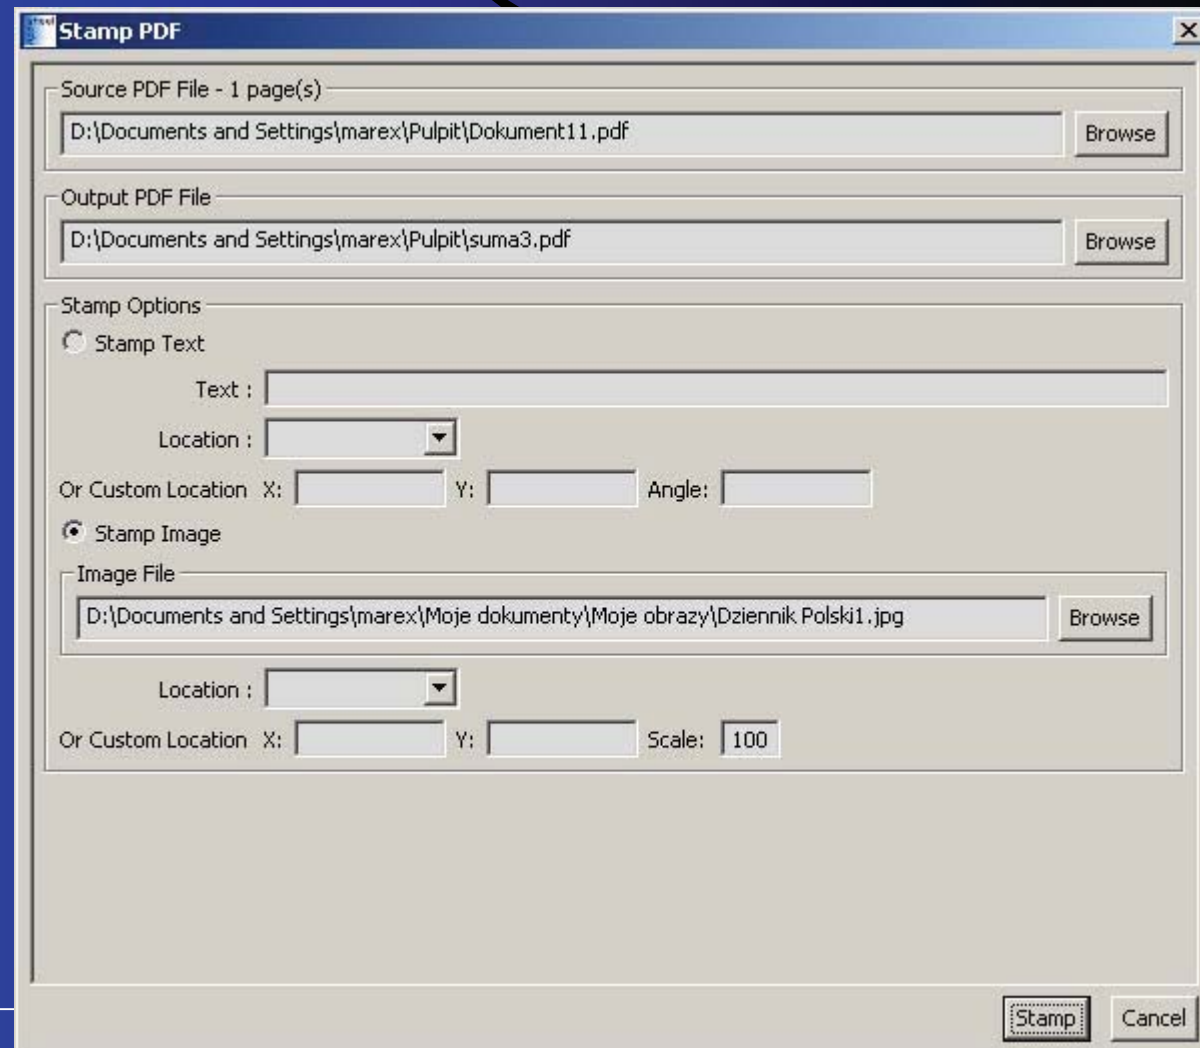 Stamp PDF
Source PDF File - 1 page(s)
D:\Documents and Settings\marex\Pulpit\Dokument11.pdf Browse
Output PDF File
D:\Documents and Settings\marex\Pulpit\suma3.pdf Browse
Stamp Options
Stamp Text
Text :
Location :
Or Custom Location X: Y: Angle:
Stamp Image
Image File
D:\Documents and Settings\marex\Moje dokumenty\Moje obrazy\Dziennik Polski1.jpg Browse
Location :
Or Custom Location X: Y: Scale: 100
Stamp Cancel